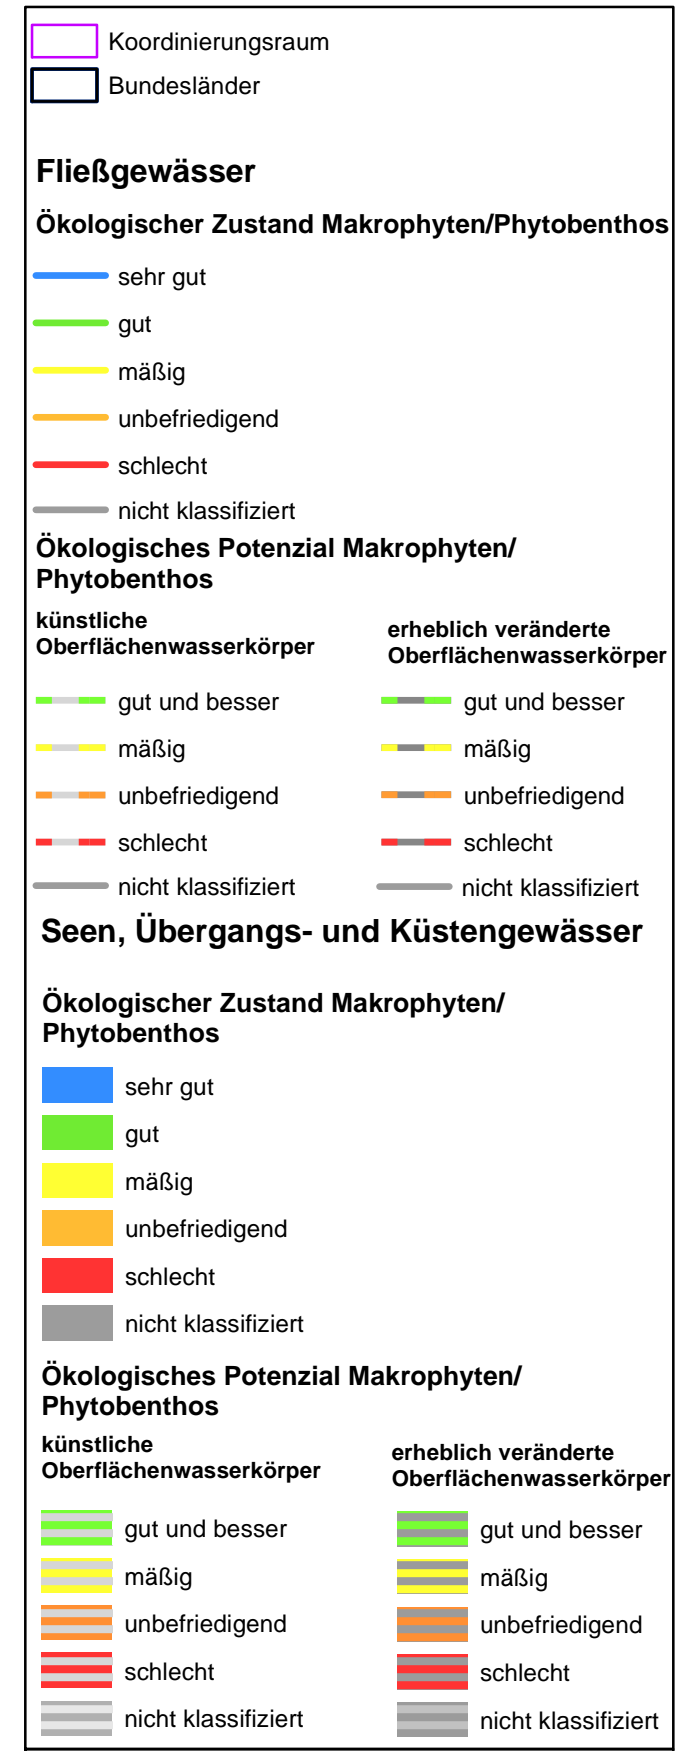 Koordinierungsraum
Bundesländer
Fließgewässer
Ökologischer Zustand Makrophyten/Phytobenthos
sehr gut
gut
mäßig
unbefriedigend
schlecht
nicht klassifiziert
Ökologisches Potenzial Makrophyten/
Phytobenthos
künstliche
Oberflächenwasserkörper
gut und besser
mäßig
unbefriedigend
schlecht
nicht klassifiziert
erheblich veränderte
Oberflächenwasserkörper
gut und besser
mäßig
unbefriedigend
schlecht
nicht klassifiziert
Seen, Übergangs- und Küstengewässer
Ökologischer Zustand Makrophyten/
Phytobenthos
sehr gut
gut
mäßig
unbefriedigend
schlecht
nicht klassifiziert
Ökologisches Potenzial Makrophyten/
Phytobenthos
künstliche
Oberflächenwasserkörper
gut und besser
mäßig
unbefriedigend
schlecht
nicht klassifiziert
erheblich veränderte
Oberflächenwasserkörper
gut und besser
mäßig
unbefriedigend
schlecht
nicht klassifiziert